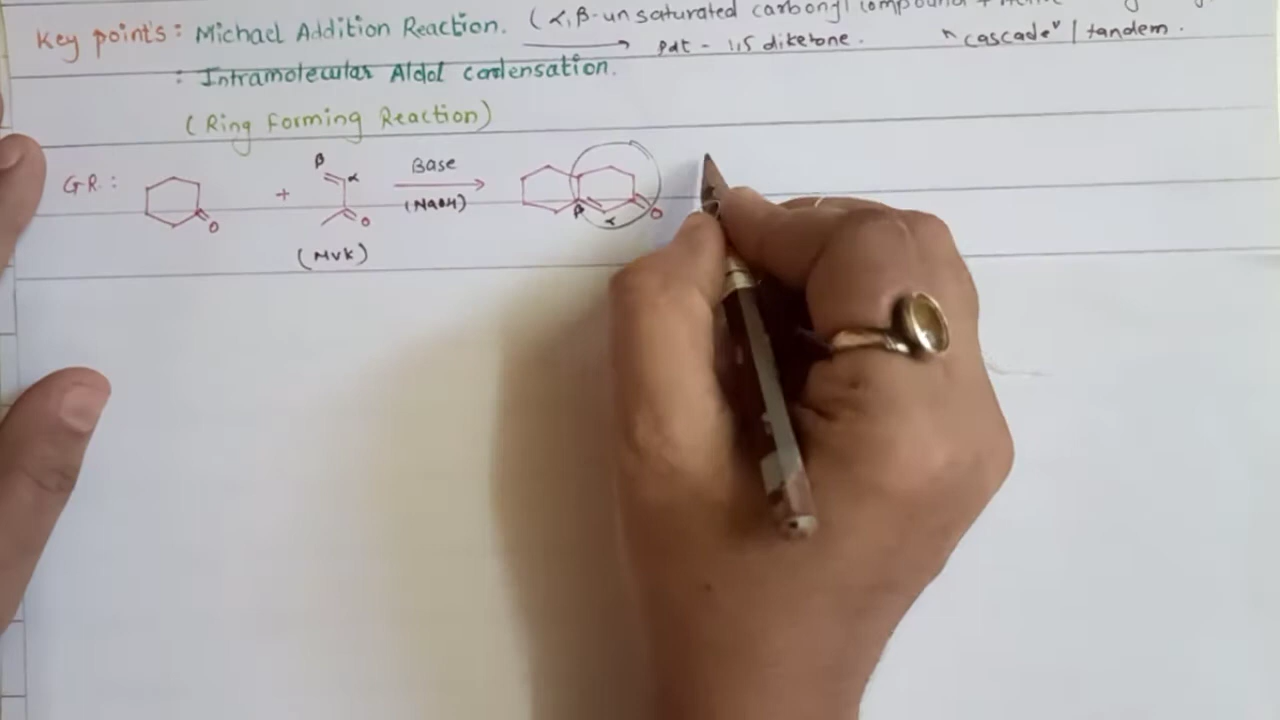 Key points: Michael Addition Reaction. (α,β-unsaturated carbonyl compound +
pdt - 1,5 diketone. "cascade" / tandem.
: Intramolecular Aldol condensation.
(Ring Forming Reaction)
G.R.: O + β α O Base (NaOH) β α O
(MVK)